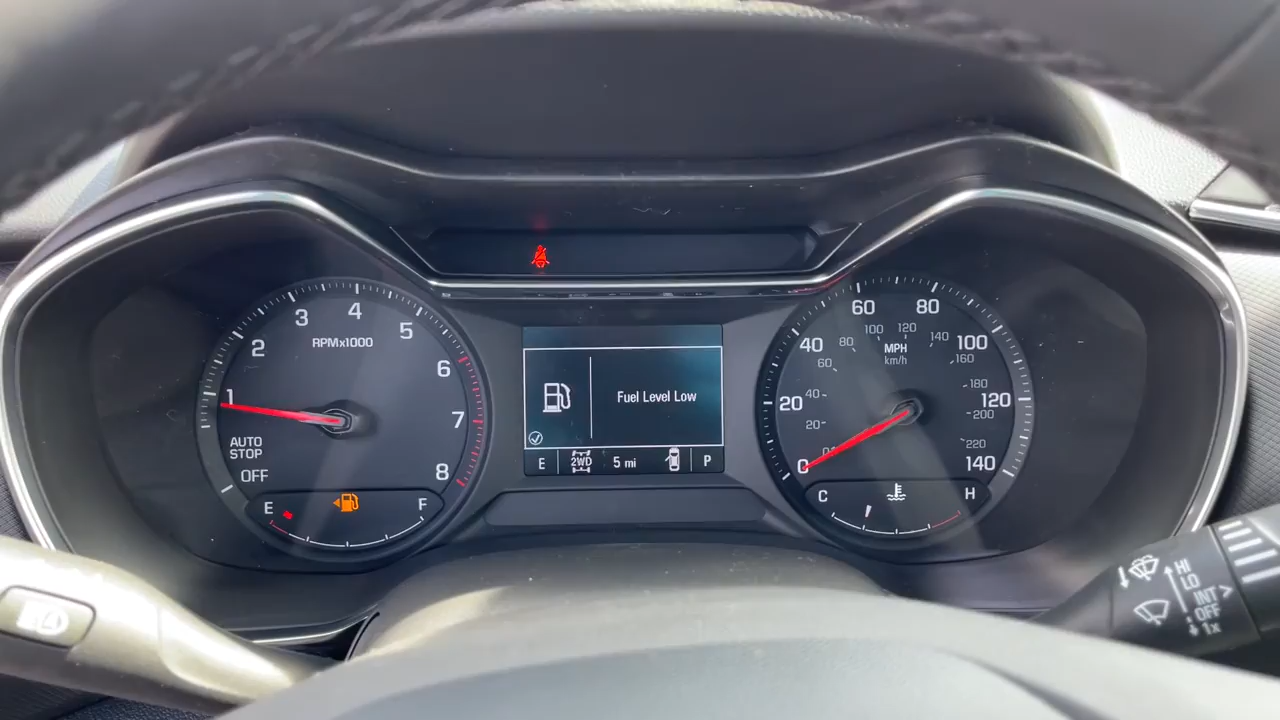 1
2
3
4
5
6
7
8
RPMx1000
AUTO
STOP
OFF
E
F
Fuel Level Low
E
2WD
5 mi
P
0
20
40
60
80
100
120
140
MPH
km/h
0
20
40
60
80
100
120
140
160
180
200
220
C
H
HI
LO
INT
OFF
1x